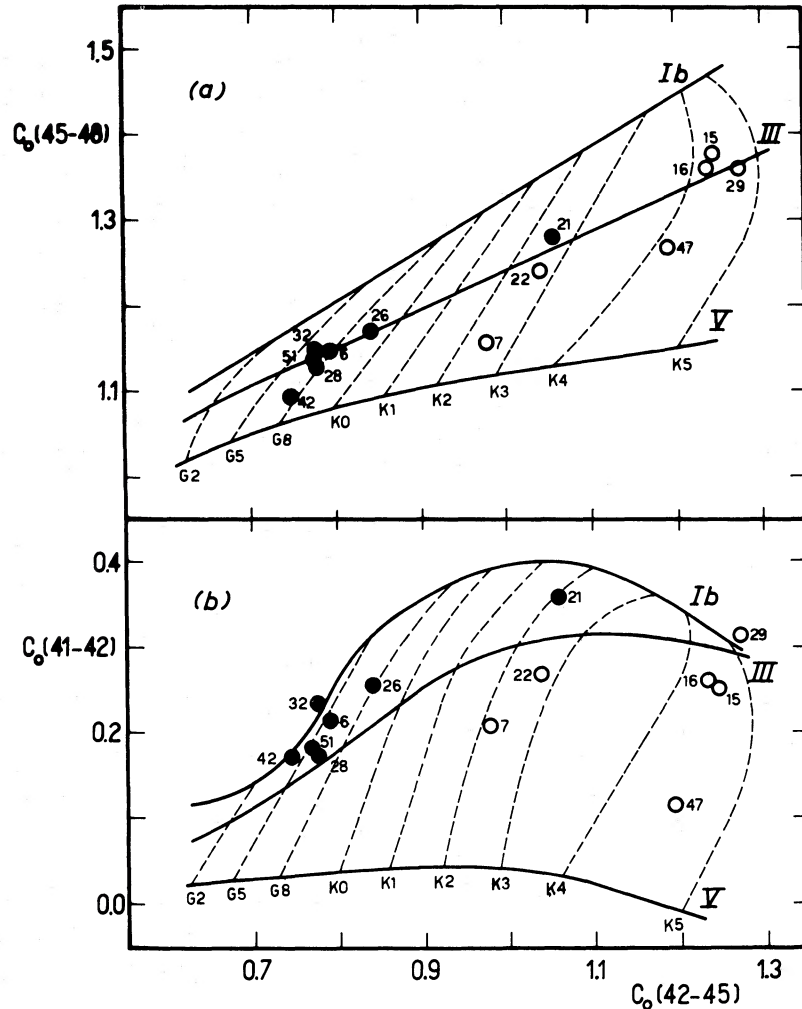 1.5
(a)
Ib
C₀(45-48)
15
III
16
29
1.3
21
47
22
26
32
7
6
V
51
28
1.1
42
K5
K4
K3
K2
K1
K0
G8
G5
G2
0.4
(b)
Ib
21
C₀(41-42)
29
III
22
16
15
26
32
0.2
6
7
51
42
28
47
G2
G5
G8
K0
K1
K2
K3
K4
V
0.0
K5
0.7
0.9
1.1
1.3
C₀(42-45)